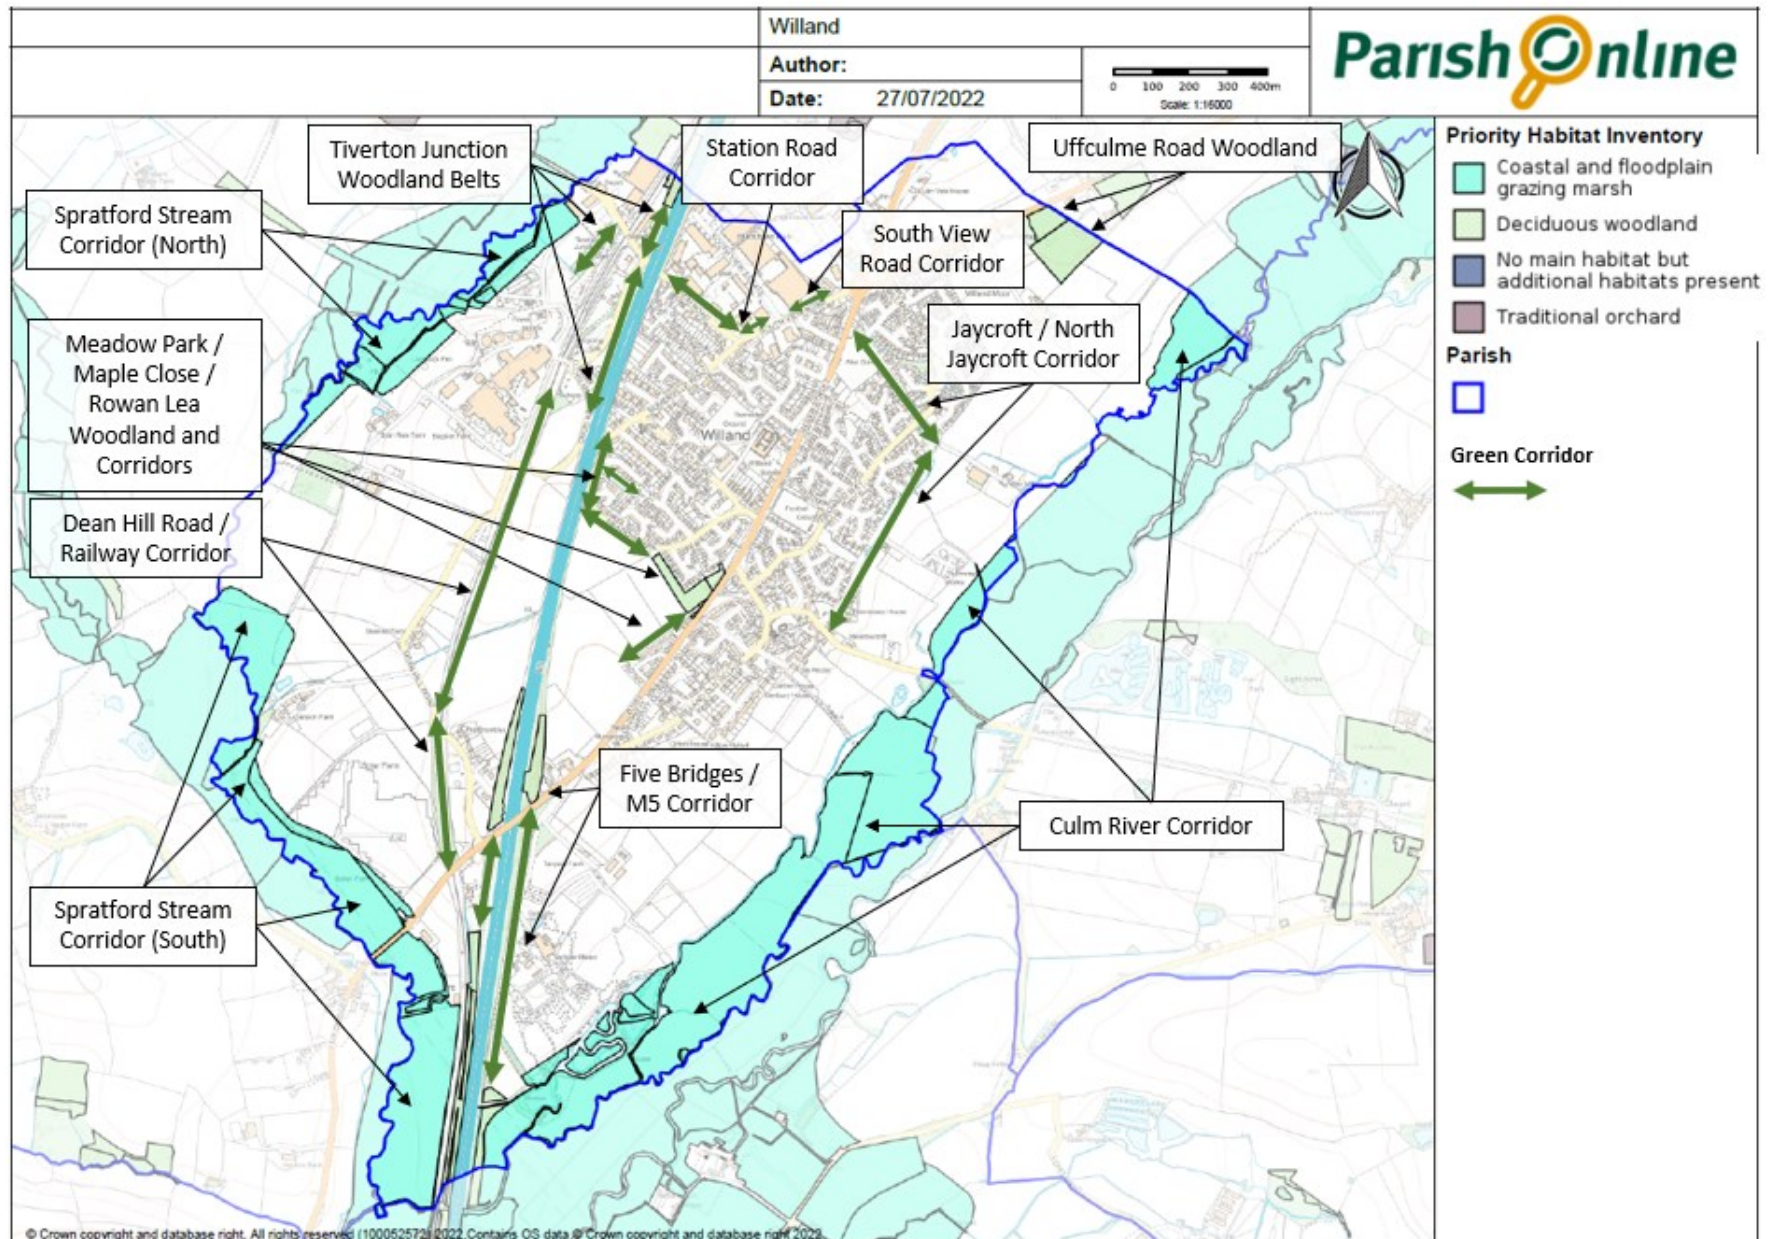 Willand
Author:
Date: 27/07/2022
0 100 200 300 400m
Scale: 1:16000
Parish Online
Tiverton Junction
Woodland Belts
Station Road
Corridor
Uffculme Road Woodland
Spratford Stream
Corridor (North)
South View
Road Corridor
Meadow Park /
Maple Close /
Rowan Lea
Woodland and
Corridors
Jaycroft / North
Jaycroft Corridor
Willand
Dean Hill Road /
Railway Corridor
Five Bridges /
M5 Corridor
Culm River Corridor
Spratford Stream
Corridor (South)
Priority Habitat Inventory
Coastal and floodplain
grazing marsh
Deciduous woodland
No main habitat but
additional habitats present
Traditional orchard
Parish
Green Corridor
© Crown copyright and database right. All rights reserved (100052572) 2022 Contains OS data © Crown copyright and database right 2022